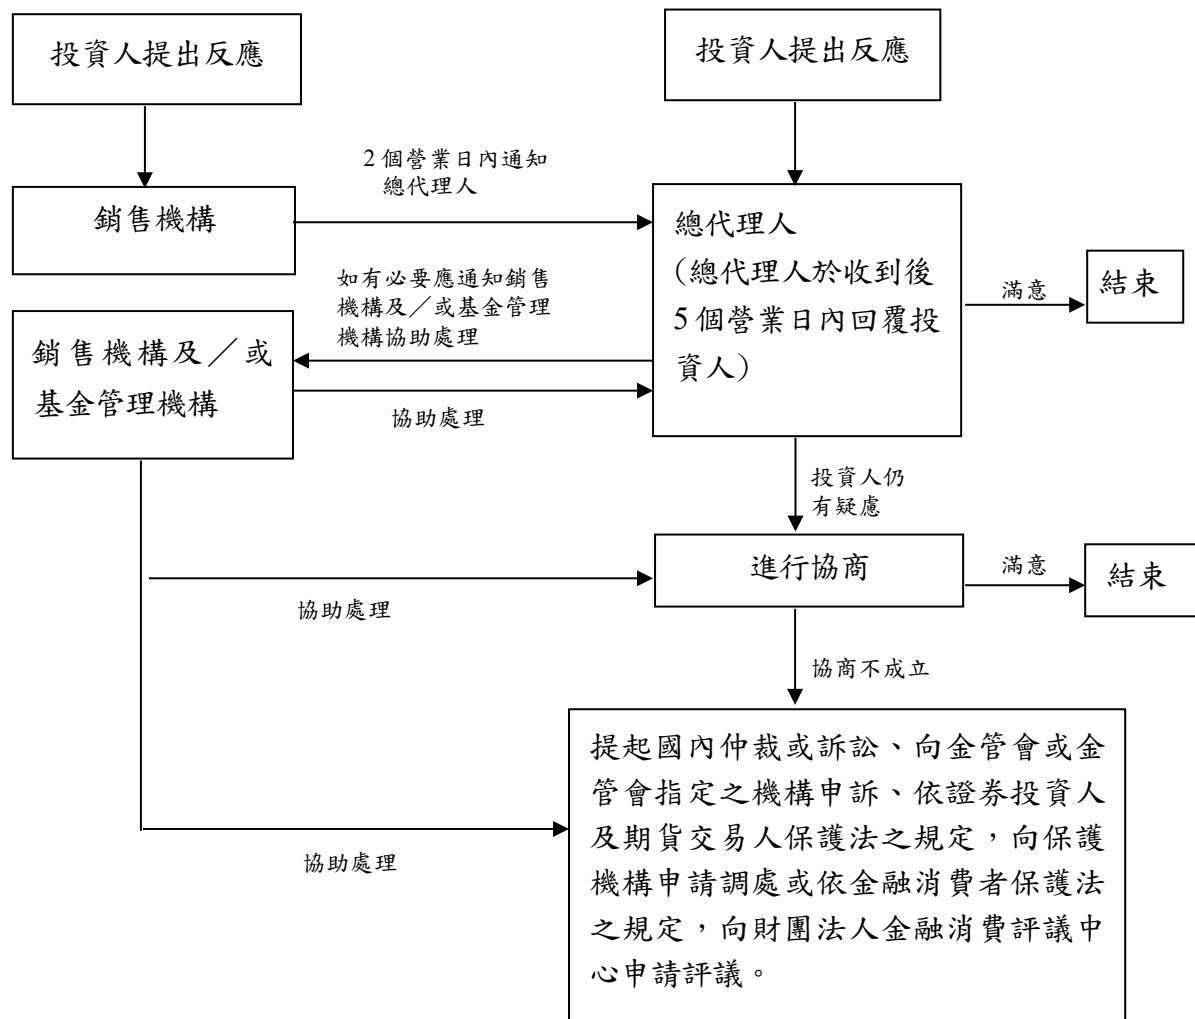 投資人提出反應
投資人提出反應
2個營業日內通知
總代理人
銷售機構
總代理人
(總代理人於收到後
5個營業日內回覆投
資人)
滿意
結束
如有必要應通知銷售
機構及/或基金管理
機構協助處理
銷售機構及/或
基金管理機構
協助處理
投資人仍
有疑慮
進行協商
滿意
結束
協助處理
協商不成立
提起國內仲裁或訴訟、向金管會或金
管會指定之機構申訴、依證券投資人
及期貨交易人保護法之規定,向保護
機構申請調處或依金融消費者保護法
之規定,向財團法人金融消費評議中
心申請評議。
協助處理